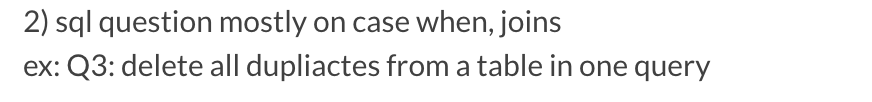 2) sql question mostly on case when, joins
ex: Q3: delete all dupliactes from a table in one query